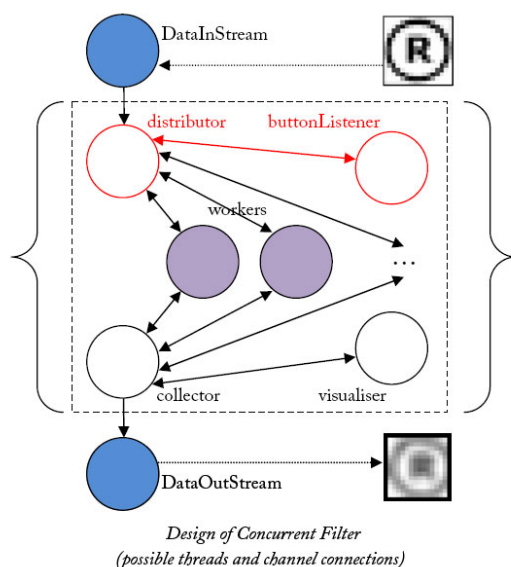 DataInStream
R
distributor
buttonListener
workers
...
collector
visualiser
DataOutStream
Design of Concurrent Filter
(possible threads and channel connections)